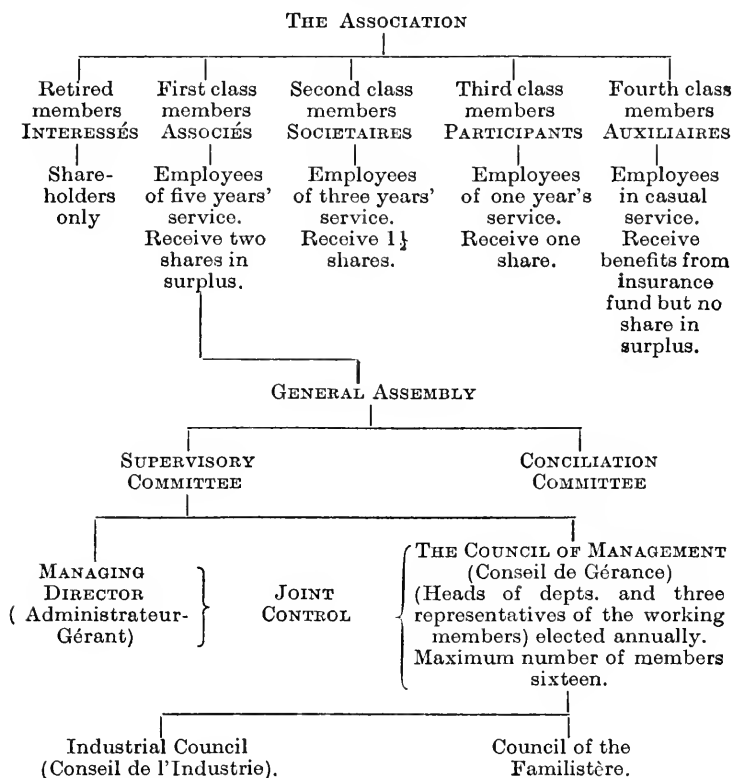 THE ASSOCIATION
Retired
members
INTERESSÉS
Share-
holders
only
First class
members
ASSOCIÉS
Employees
of five years'
service.
Receive two
shares in
surplus.
Second class
members
SOCIETAIRES
Employees
of three years'
service.
Receive 1½
shares.
Third class
members
PARTICIPANTS
Employees
of one year's
service.
Receive one
share.
Fourth class
members
AUXILIAIRES
Employees
in casual
service.
Receive
benefits from
insurance
fund but no
share in
surplus.
GENERAL ASSEMBLY
SUPERVISORY
COMMITTEE
CONCILIATION
COMMITTEE
MANAGING
DIRECTOR
( Administrateur-
Gérant)
JOINT
CONTROL
THE COUNCIL OF MANAGEMENT
(Conseil de Gérance)
(Heads of depts. and three
representatives of the working
members) elected annually.
Maximum number of members
sixteen.
Industrial Council
(Conseil de l'Industrie).
Council of the
Familistère.